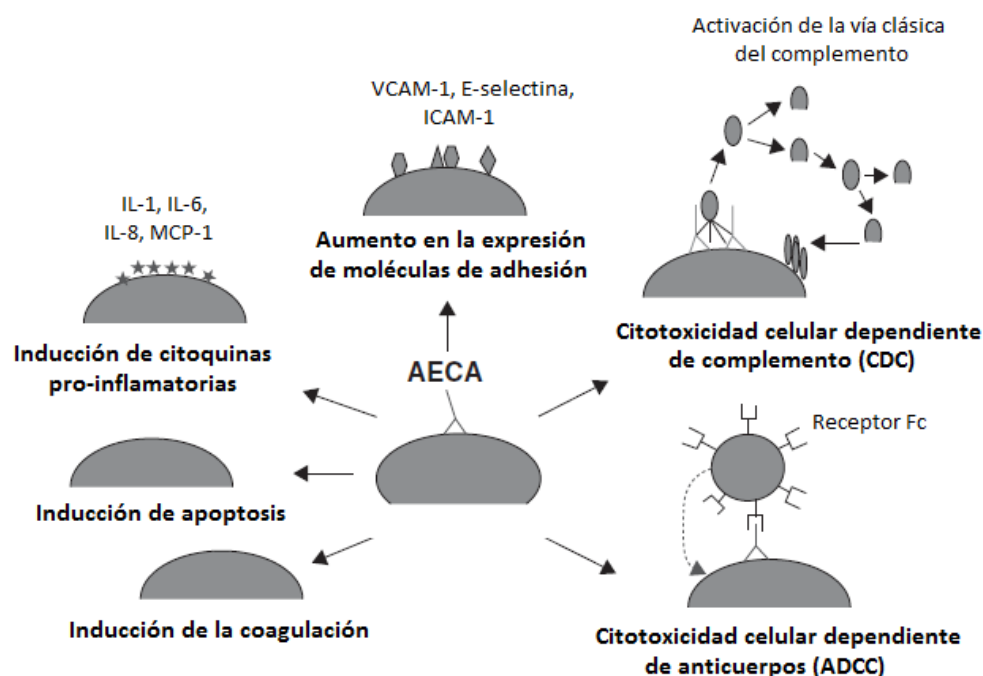 Activación de la vía clásica
del complemento
VCAM-1, E-selectina,
ICAM-1
IL-1, IL-6,
IL-8, MCP-1
Aumento en la expresión
de moléculas de adhesión
Citotoxicidad celular dependiente
de complemento (CDC)
Inducción de citoquinas
pro-inflamatorias
AECA
Receptor Fc
Inducción de apoptosis
Inducción de la coagulación
Citotoxicidad celular dependiente
de anticuerpos (ADCC)